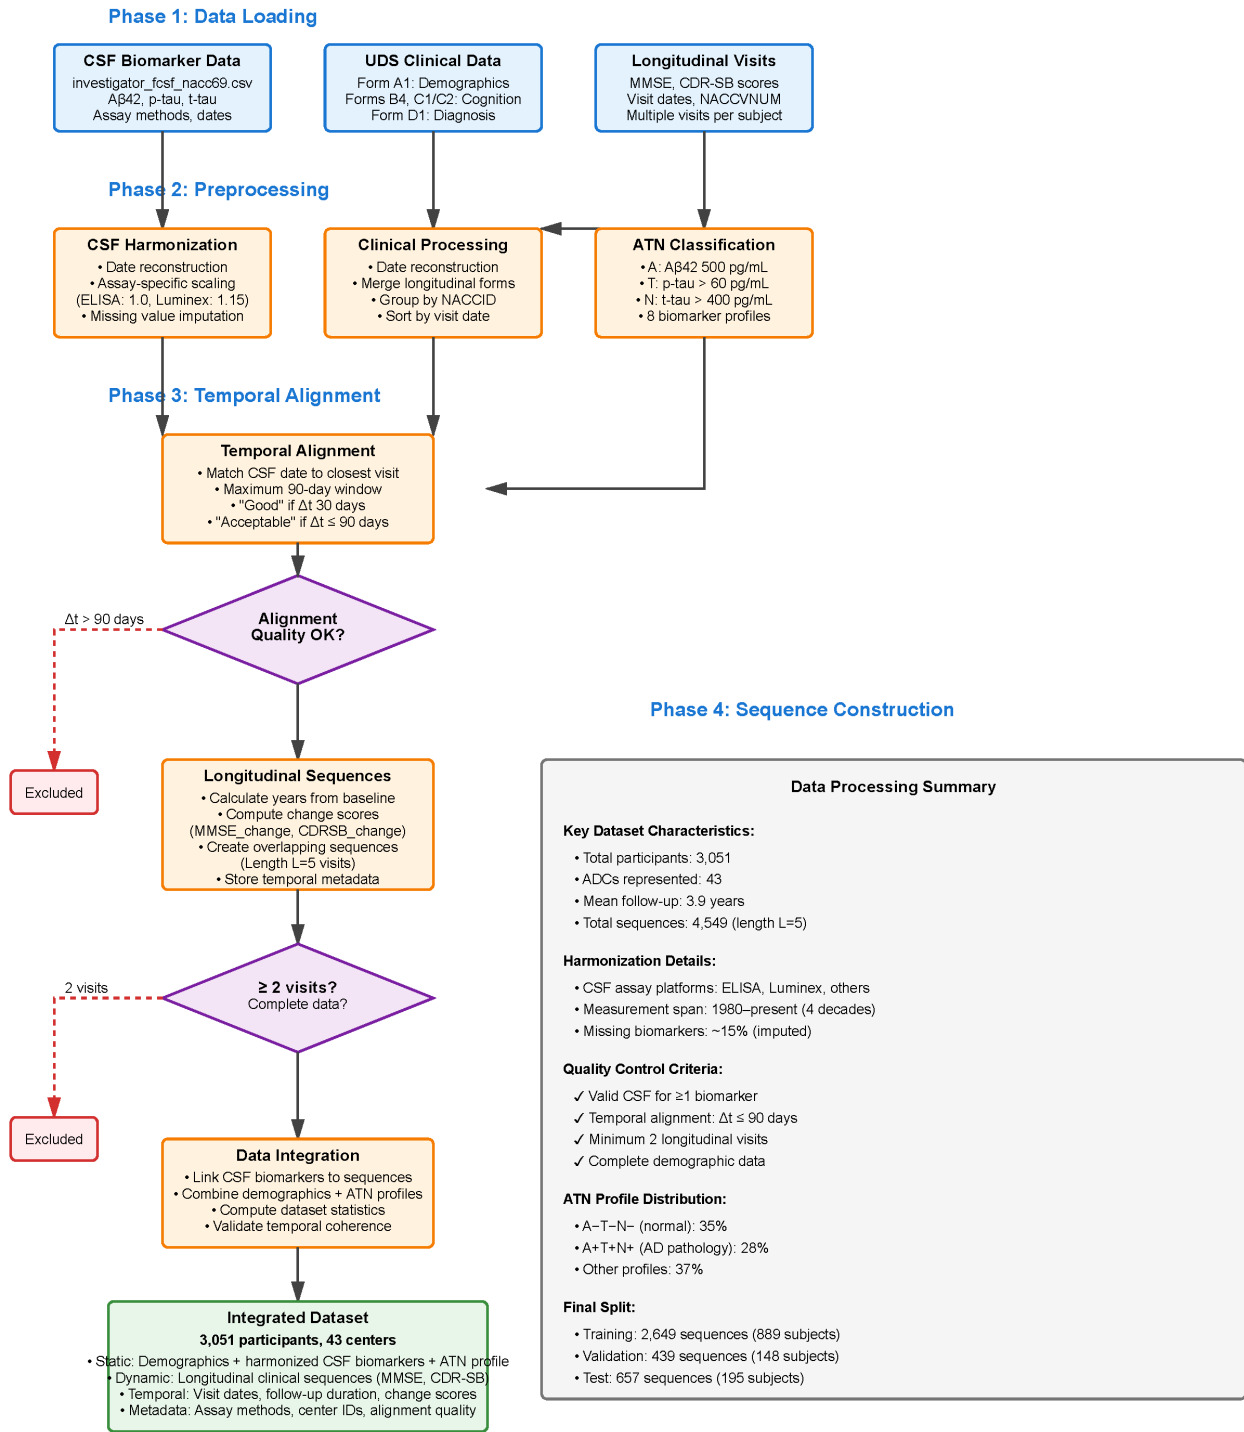 Phase 1: Data Loading
CSF Biomarker Data
investigator_fcsf_nacc69.csv
Aβ42, p-tau, t-tau
Assay methods, dates
UDS Clinical Data
Form A1: Demographics
Forms B4, C1/C2: Cognition
Form D1: Diagnosis
Longitudinal Visits
MMSE, CDR-SB scores
Visit dates, NACCVNUM
Multiple visits per subject
Phase 2: Preprocessing
CSF Harmonization
• Date reconstruction
• Assay-specific scaling
(ELISA: 1.0, Luminex: 1.15)
• Missing value imputation
Clinical Processing
• Date reconstruction
• Merge longitudinal forms
• Group by NACCID
• Sort by visit date
ATN Classification
• A: Aβ42 500 pg/mL
• T: p-tau > 60 pg/mL
• N: t-tau > 400 pg/mL
• 8 biomarker profiles
Phase 3: Temporal Alignment
Temporal Alignment
• Match CSF date to closest visit
• Maximum 90-day window
• "Good" if Δt 30 days
• "Acceptable" if Δt ≤ 90 days
Alignment
Quality OK?
Δt > 90 days
Excluded
Longitudinal Sequences
• Calculate years from baseline
• Compute change scores
(MMSE_change, CDRSB_change)
• Create overlapping sequences
(Length L=5 visits)
• Store temporal metadata
≥ 2 visits?
Complete data?
2 visits
Excluded
Data Integration
• Link CSF biomarkers to sequences
• Combine demographics + ATN profiles
• Compute dataset statistics
• Validate temporal coherence
Integrated Dataset
3,051 participants, 43 centers
• Static: Demographics + harmonized CSF biomarkers + ATN profile
• Dynamic: Longitudinal clinical sequences (MMSE, CDR-SB)
• Temporal: Visit dates, follow-up duration, change scores
• Metadata: Assay methods, center IDs, alignment quality
Phase 4: Sequence Construction
Data Processing Summary
Key Dataset Characteristics:
• Total participants: 3,051
• ADCs represented: 43
• Mean follow-up: 3.9 years
• Total sequences: 4,549 (length L=5)
Harmonization Details:
• CSF assay platforms: ELISA, Luminex, others
• Measurement span: 1980–present (4 decades)
• Missing biomarkers: ~15% (imputed)
Quality Control Criteria:
✓ Valid CSF for ≥1 biomarker
✓ Temporal alignment: Δt ≤ 90 days
✓ Minimum 2 longitudinal visits
✓ Complete demographic data
ATN Profile Distribution:
• A−T−N− (normal): 35%
• A+T+N+ (AD pathology): 28%
• Other profiles: 37%
Final Split:
• Training: 2,649 sequences (889 subjects)
• Validation: 439 sequences (148 subjects)
• Test: 657 sequences (195 subjects)